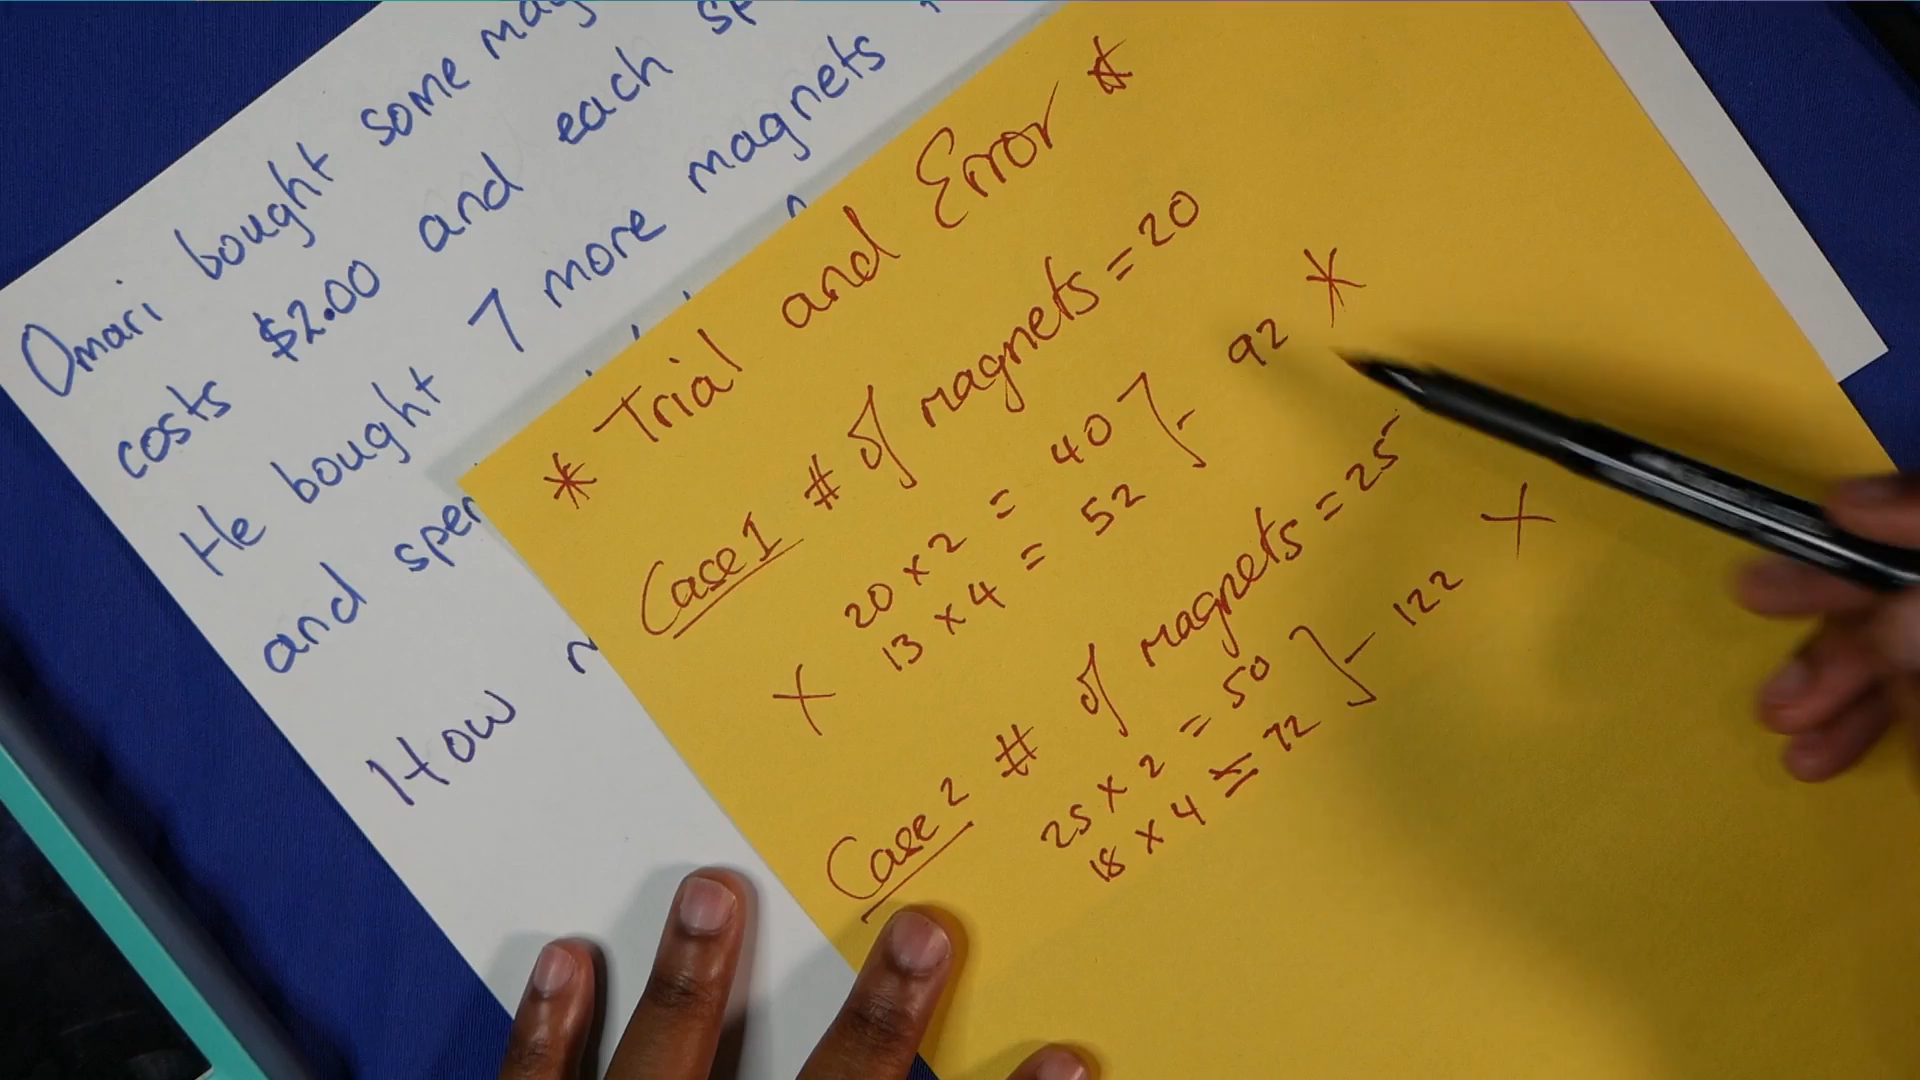 Omari bought some mag
costs $2.00 and each sp
He bought 7 more magnets
and spen
How
* Trial and Error *
Case 1 # of magnets = 20
20 x 2 = 40
13 x 4 = 52
92
Case 2 # of magnets = 25
25 x 2 = 50
18 x 4 = 72
122